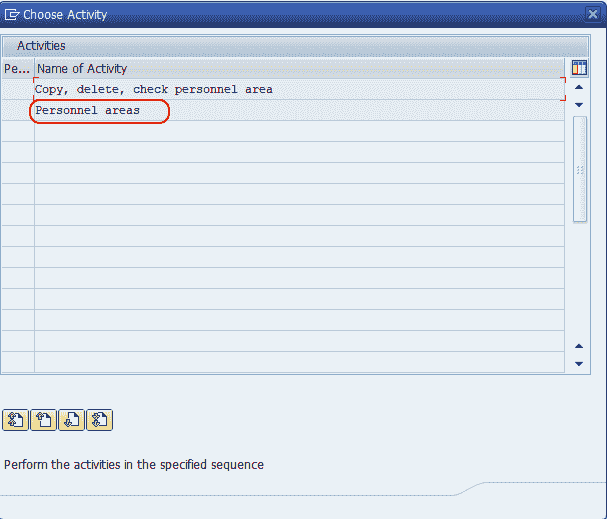 Choose Activity
Activities
Pe... Name of Activity
Copy, delete, check personnel area
Personnel areas
Perform the activities in the specified sequence